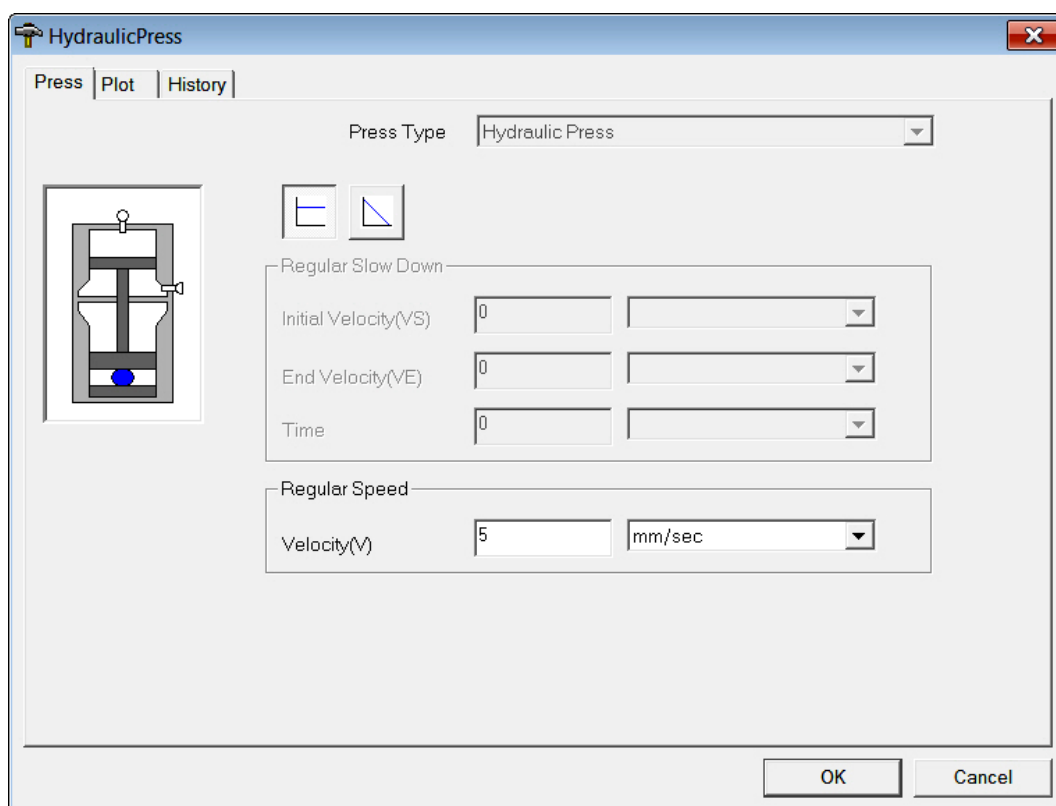 HydraulicPress
Press Plot History
Press Type Hydraulic Press
Regular Slow Down
Initial Velocity(VS) 0
End Velocity(VE) 0
Time 0
Regular Speed
Velocity(V) 5 mm/sec
OK Cancel